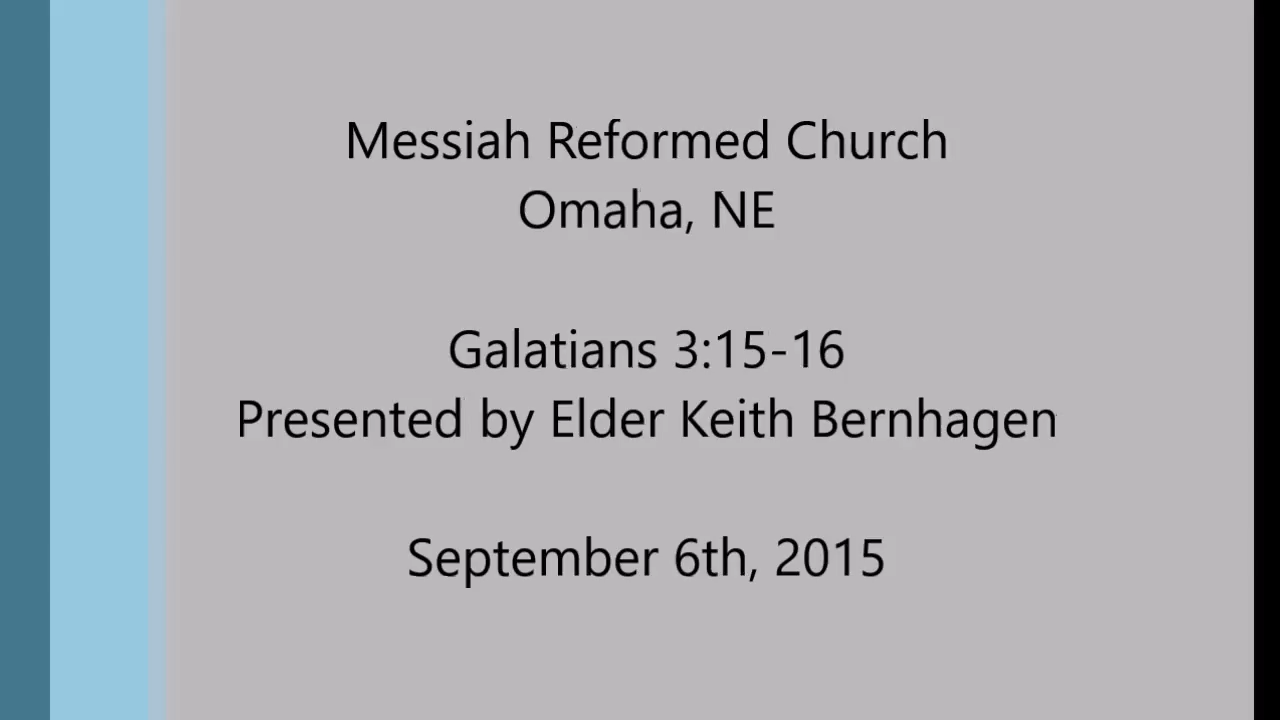 Messiah Reformed Church
Omaha, NE
Galatians 3:15-16
Presented by Elder Keith Bernhagen
September 6th, 2015